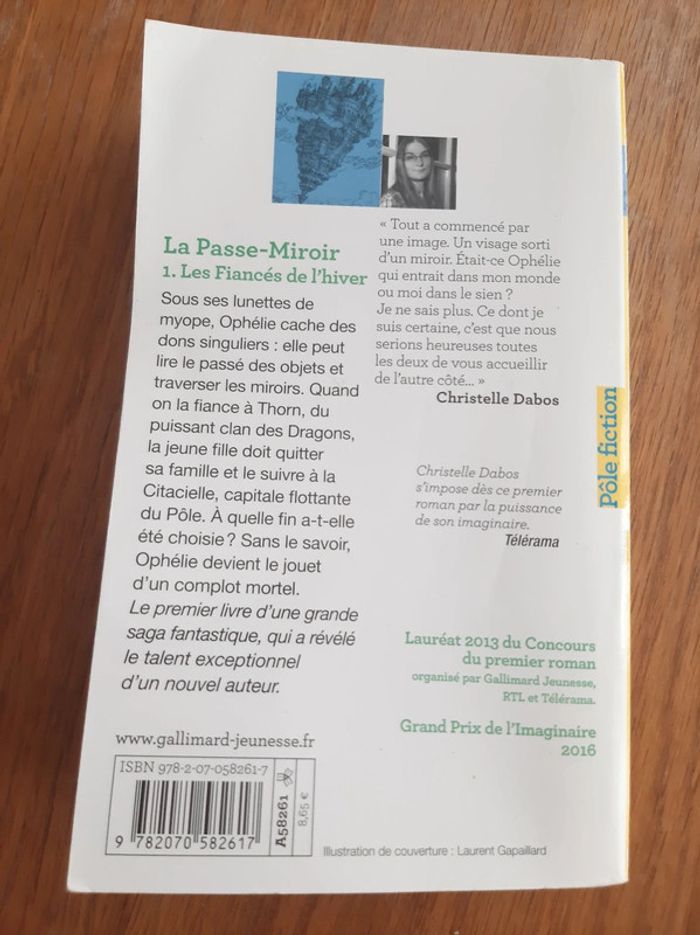 La Passe-Miroir
1. Les Fiancés de l'hiver
Sous ses lunettes de
myope, Ophélie cache des
dons singuliers : elle peut
lire le passé des objets et
traverser les miroirs. Quand
on la fiance à Thorn, du
puissant clan des Dragons,
la jeune fille doit quitter
sa famille et le suivre à la
Citacielle, capitale flottante
du Pôle. À quelle fin a-t-elle
été choisie ? Sans le savoir,
Ophélie devient le jouet
d'un complot mortel.
Le premier livre d'une grande
saga fantastique, qui a révélé
le talent exceptionnel
d'un nouvel auteur.
« Tout a commencé par
une image. Un visage sorti
d'un miroir. Était-ce Ophélie
qui entrait dans mon monde
ou moi dans le sien ?
Je ne sais plus. Ce dont je
suis certaine, c'est que nous
serions heureuses toutes
les deux de vous accueillir
de l'autre côté... »
Christelle Dabos
Christelle Dabos
s'impose dès ce premier
roman par la puissance
de son imaginaire.
Télérama
Lauréat 2013 du Concours
du premier roman
organisé par Gallimard Jeunesse,
RTL et Télérama.
Grand Prix de l'Imaginaire
2016
Pôle fiction
www.gallimard-jeunesse.fr
ISBN 978-2-07-058261-7
9 782070 582617
A58261
8,65 €
Illustration de couverture : Laurent Gapaillard